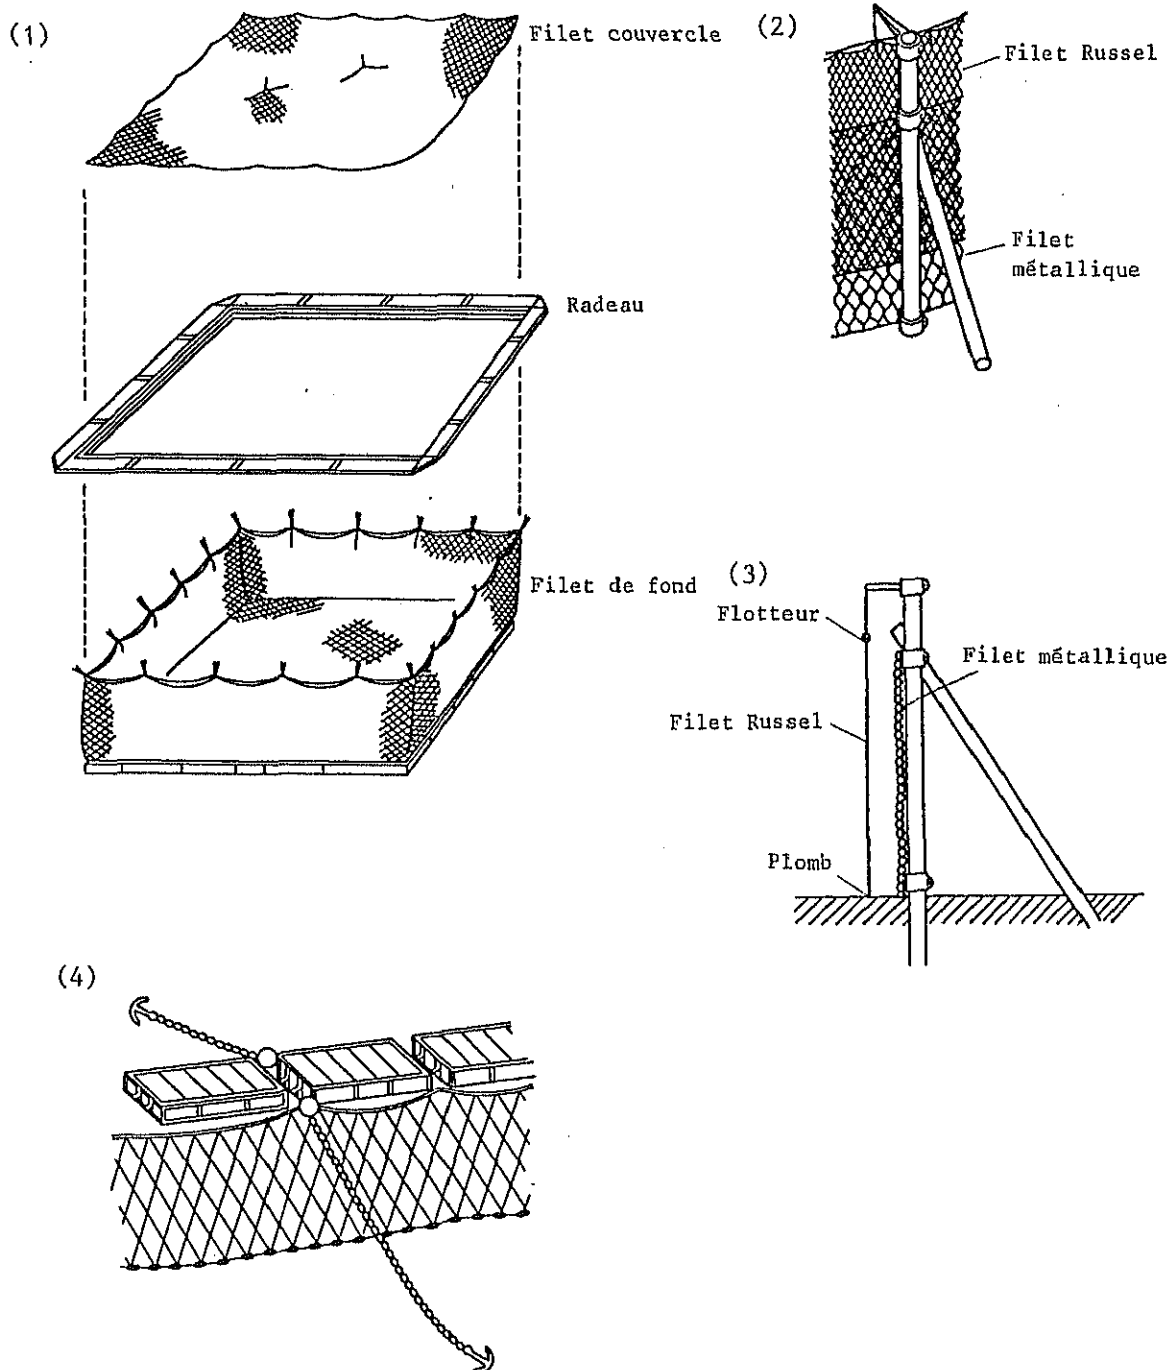 (1)
Filet couvercle
Radeau
Filet de fond
(2)
Filet Russel
Filet
métallique
(3)
Flotteur
Filet métallique
Filet Russel
Plomb
(4)